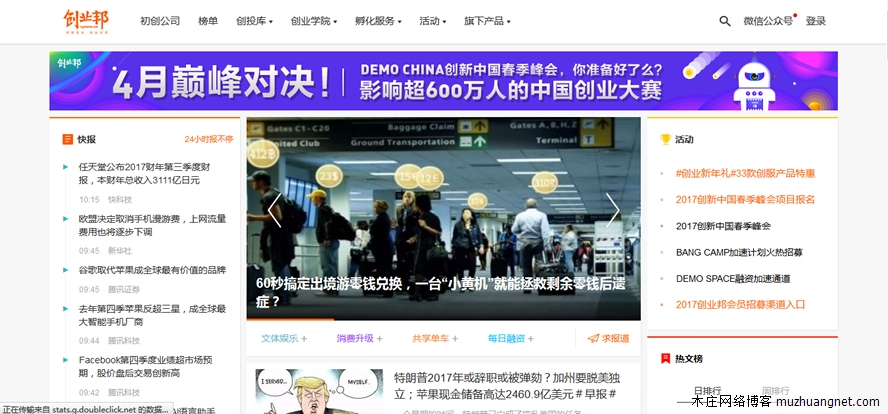 创业邦
初创公司
榜单
创投库
创业学院
孵化服务
活动
旗下产品
微信公众号
登录
创业邦
4月巅峰对决!
DEMO CHINA创新中国春季峰会，你准备好了么?
影响超600万人的中国创业大赛
快报
24小时报不停
任天堂公布2017财年第三季度财
报，本财年总收入3111亿日元
10:15 快科技
欧盟决定取消手机漫游费，上网流量
费用也将逐步下调
09:45 新华社
谷歌取代苹果成全球最有价值的品牌
09:45 腾讯证券
去年第四季苹果反超三星，成全球最
大智能手机厂商
09:44 腾讯科技
Facebook第四季度业绩超市场预
期，股价盘后交易创新高
09:42 腾讯科技
语言助手
正在传输来自 stats.g.doubleclick.net 的数据...
Gates C1 - C20
Baggage Claim
Gates A, B, H, Z
United Club
Ground Transportation
Terminal
412฿
23$
15€
12£
310
60秒搞定出境游零钱兑换，一台“小黄机”就能拯救剩余零钱后遗
症？
文体娱乐 +
消费升级 +
共享单车 +
每日融资 +
求报道
I SERVED...
MYSELF.
特朗普2017年或辞职或被弹劾？加州要脱美独
立；苹果现金储备高达2460.9亿美元＃早报＃
活动
#创业新年礼#33款创服产品特惠
2017创新中国春季峰会项目报名
2017创新中国春季峰会
BANG CAMP加速计划火热招募
DEMO SPACE融资加速通道
2017创业邦会员招募渠道入口
热文榜
日排行
周排行
木庄网络博客 muzhuangnet.com